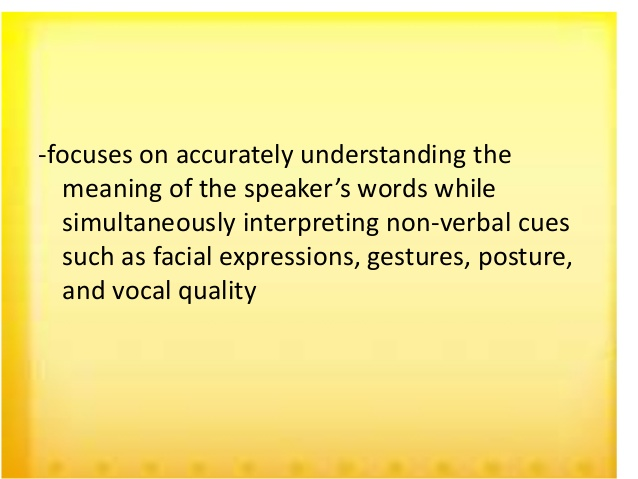 -focuses on accurately understanding the
meaning of the speaker’s words while
simultaneously interpreting non-verbal cues
such as facial expressions, gestures, posture,
and vocal quality